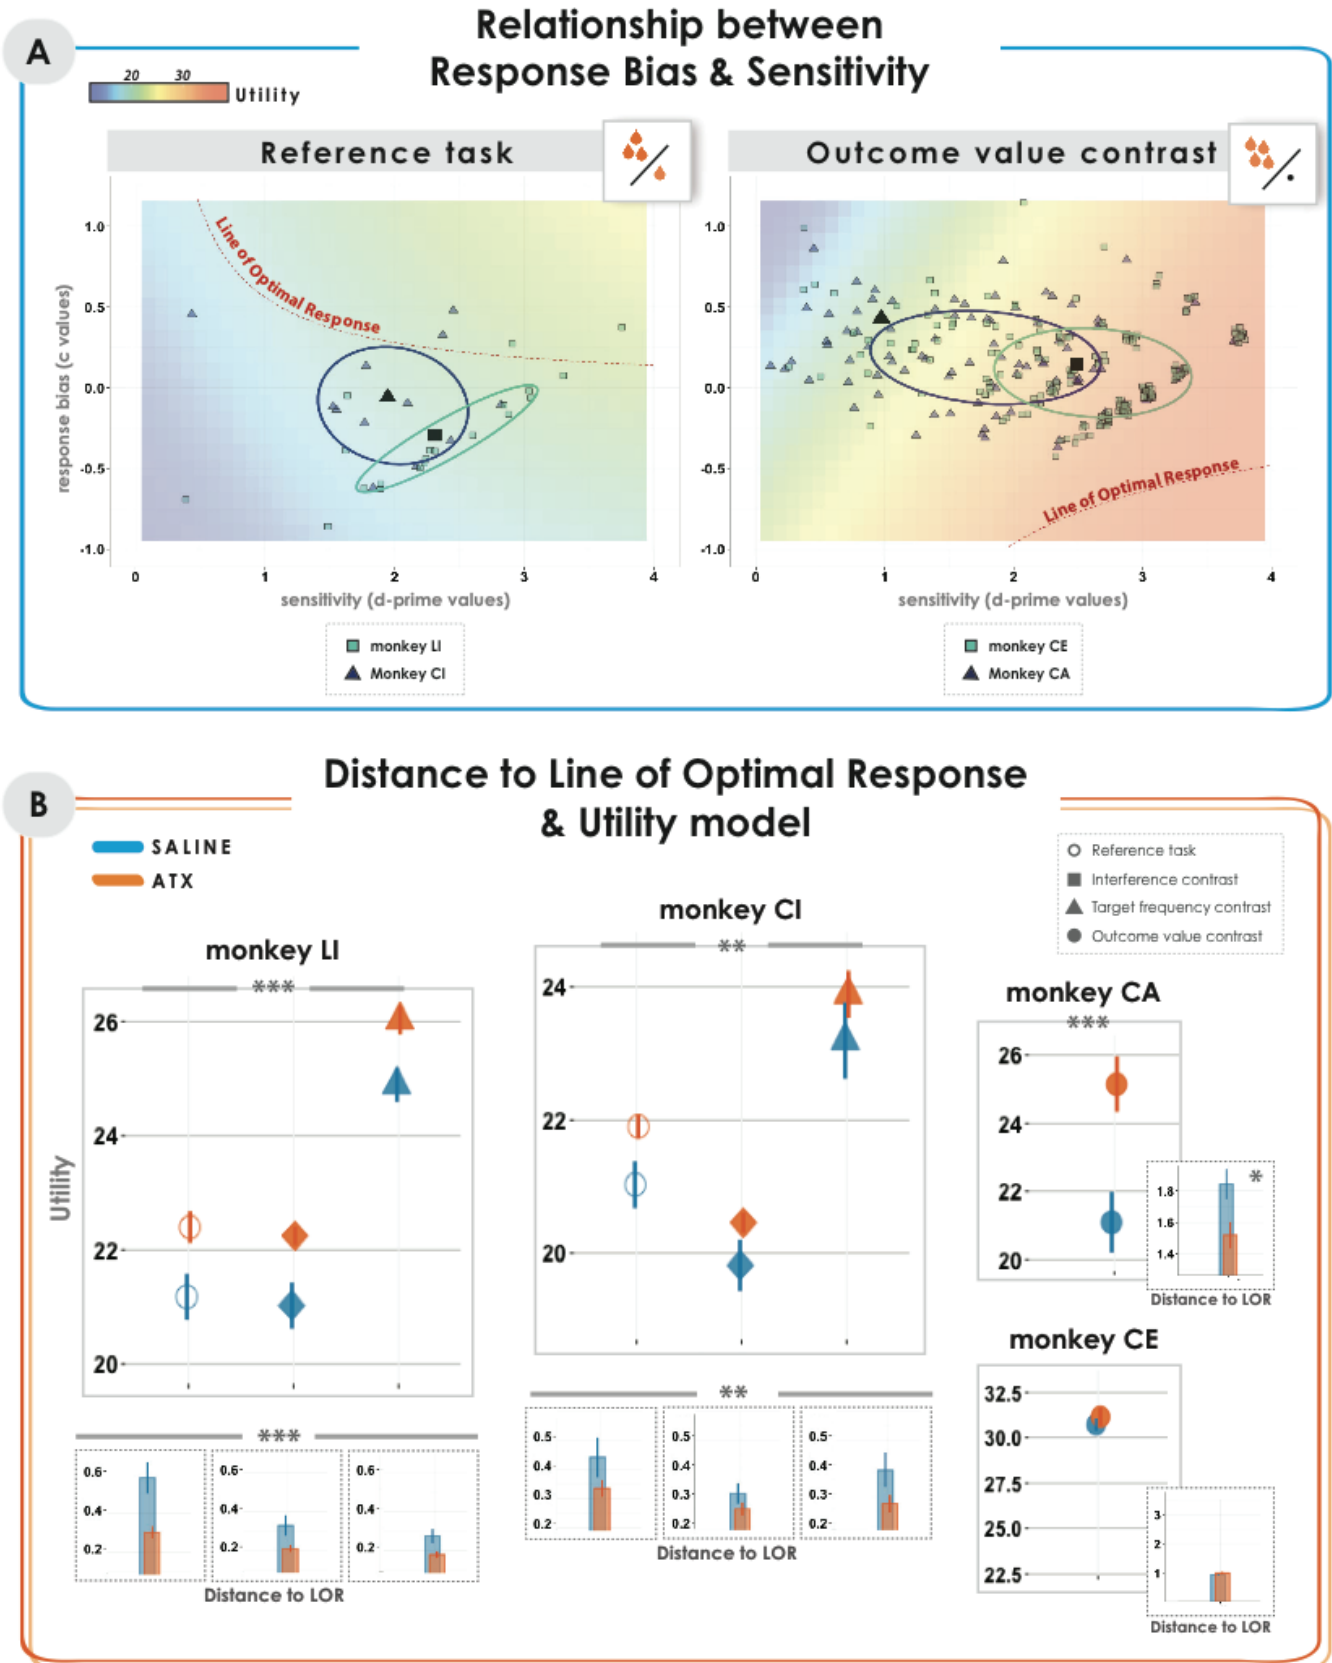 A
Relationship between
Response Bias & Sensitivity
20 30
Utility
Reference task
Outcome value contrast
response bias (c values)
1.0
0.5
0.0
-0.5
-1.0
0 1 2 3 4
Line of Optimal Response
sensitivity (d-prime values)
monkey LI
Monkey CI
1.0
0.5
0.0
-0.5
-1.0
0 1 2 3 4
Line of Optimal Response
sensitivity (d-prime values)
monkey CE
Monkey CA
B
Distance to Line of Optimal Response
& Utility model
SALINE
ATX
Reference task
Interference contrast
Target frequency contrast
Outcome value contrast
Utility
monkey LI
***
26
24
22
20
***
0.6
0.4
0.2
0.6
0.4
0.2
0.6
0.4
0.2
Distance to LOR
monkey CI
**
24
22
20
**
0.5
0.4
0.3
0.2
0.5
0.4
0.3
0.2
0.5
0.4
0.3
0.2
Distance to LOR
monkey CA
***
26
24
22
20
*
1.8
1.6
1.4
Distance to LOR
monkey CE
32.5
30.0
27.5
25.0
22.5
3
2
1
Distance to LOR